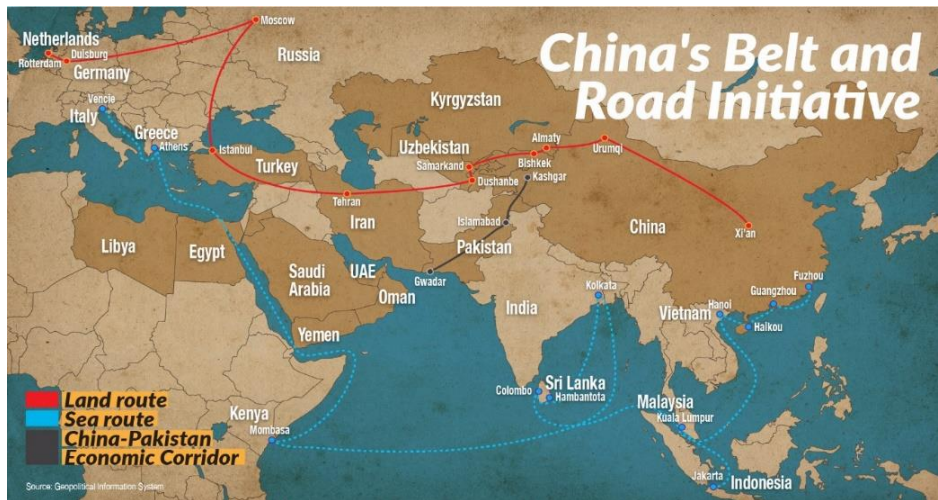 China's Belt and
Road Initiative
Moscow
Netherlands
Duisburg
Rotterdam
Germany
Russia
Vencie
Italy
Greece
Athens
Istanbul
Turkey
Kyrgyzstan
Uzbekistan
Almaty
Urumqi
Bishkek
Samarkand
Kashgar
Dushanbe
Tehran
Iran
Islamabad
Pakistan
China
Xi'an
Libya
Egypt
Saudi
Arabia
UAE
Oman
Gwadar
Yemen
India
Kolkata
Fuzhou
Guangzhou
Hanoi
Vietnam
Haikou
Sri Lanka
Colombo
Hambantota
Malaysia
Kuala Lumpur
Kenya
Mombasa
Jakarta
Indonesia
Land route
Sea route
China-Pakistan
Economic Corridor
Source: Geopolitical Information System